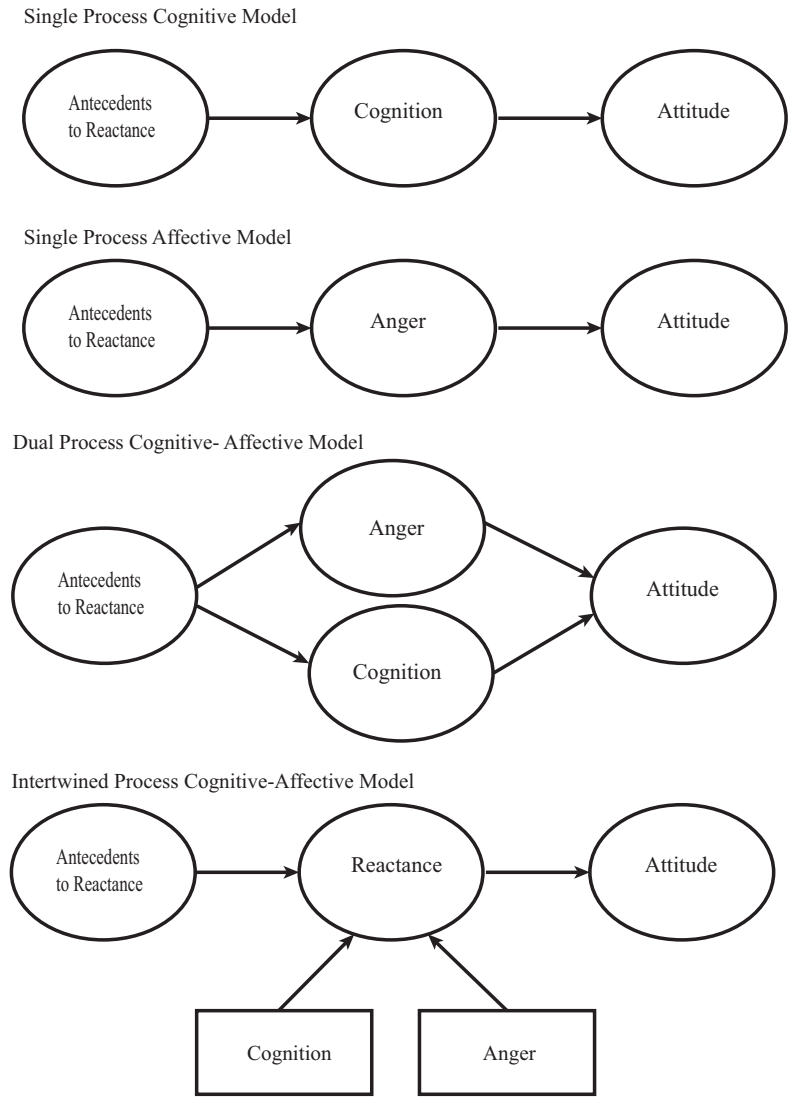 Single Process Cognitive Model
Antecedents
to Reactance
Cognition
Attitude
Single Process Affective Model
Antecedents
to Reactance
Anger
Attitude
Dual Process Cognitive- Affective Model
Anger
Antecedents
to Reactance
Attitude
Cognition
Intertwined Process Cognitive-Affective Model
Antecedents
to Reactance
Reactance
Attitude
Cognition
Anger